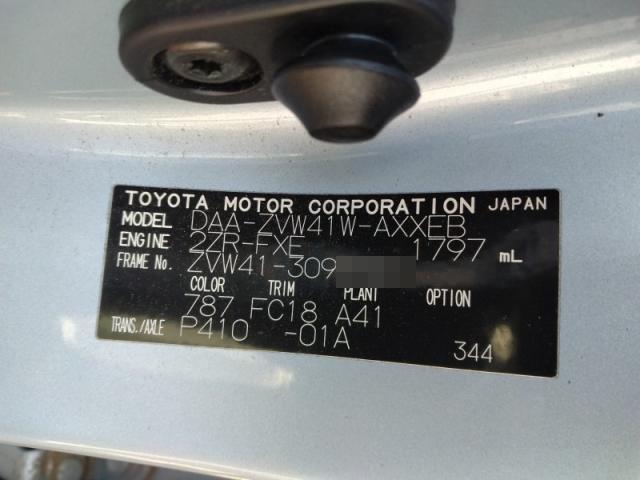 TOYOTA MOTOR CORPORATION JAPAN
MODEL DAA-ZVW41W-AXXEB
ENGINE 2ZR-FXE 1797 mL
FRAME No. ZVW41-309
COLOR TRIM PLANT OPTION
787 FC18 A41
TRANS./AXLE P410 -01A
344